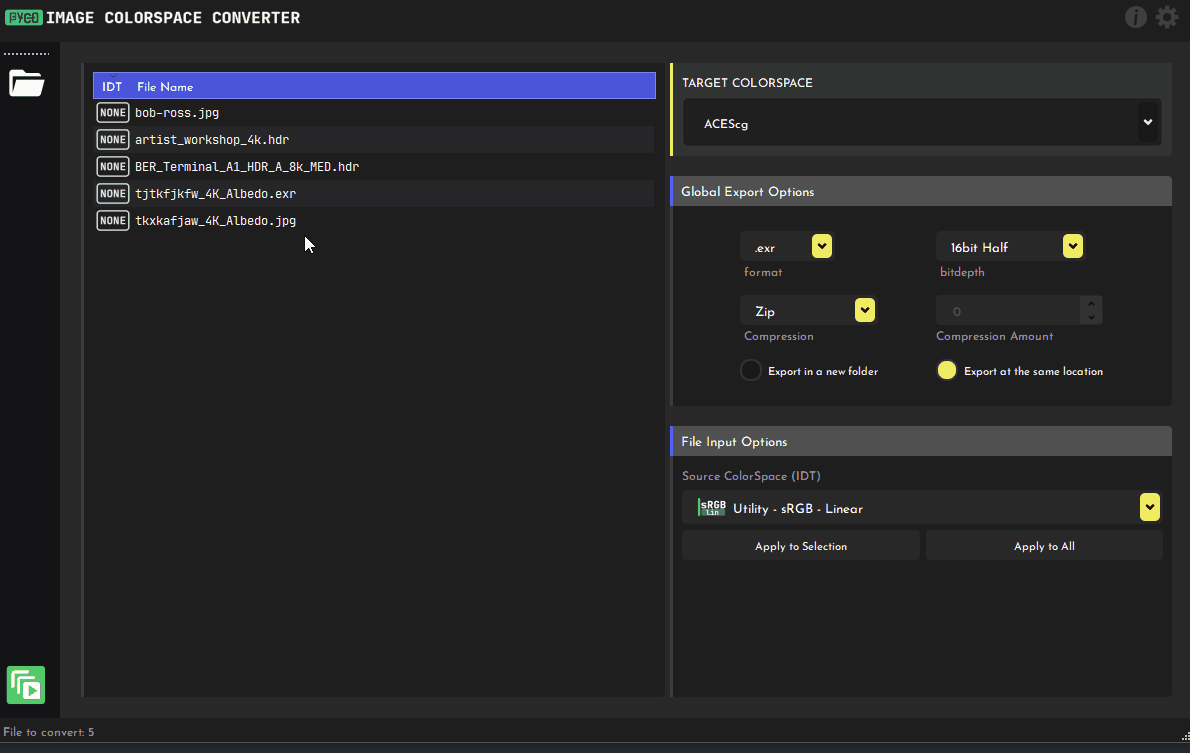 PYCO IMAGE COLORSPACE CONVERTER
IDT File Name
NONE bob-ross.jpg
NONE artist_workshop_4k.hdr
NONE BER_Terminal_A1_HDR_A_8k_MED.hdr
NONE tjtkfjkfw_4K_Albedo.exr
NONE tkxkafjaw_4K_Albedo.jpg
TARGET COLORSPACE
ACEScg
Global Export Options
.exr
16bit Half
format
bitdepth
Zip
0
Compression
Compression Amount
Export in a new folder
Export at the same location
File Input Options
Source ColorSpace (IDT)
sRGB lin Utility - sRGB - Linear
Apply to Selection
Apply to All
File to convert: 5